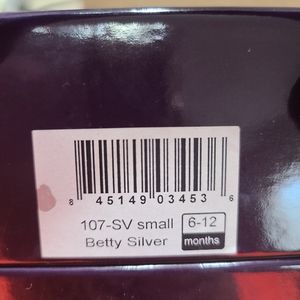 8 45149 03453 6
107-SV small 6-12
Betty Silver months